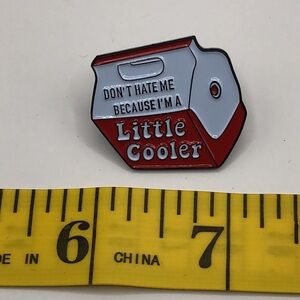 DON'T HATE ME
BECAUSE I'M A
Little
Cooler
DE IN 6 CHINA 7